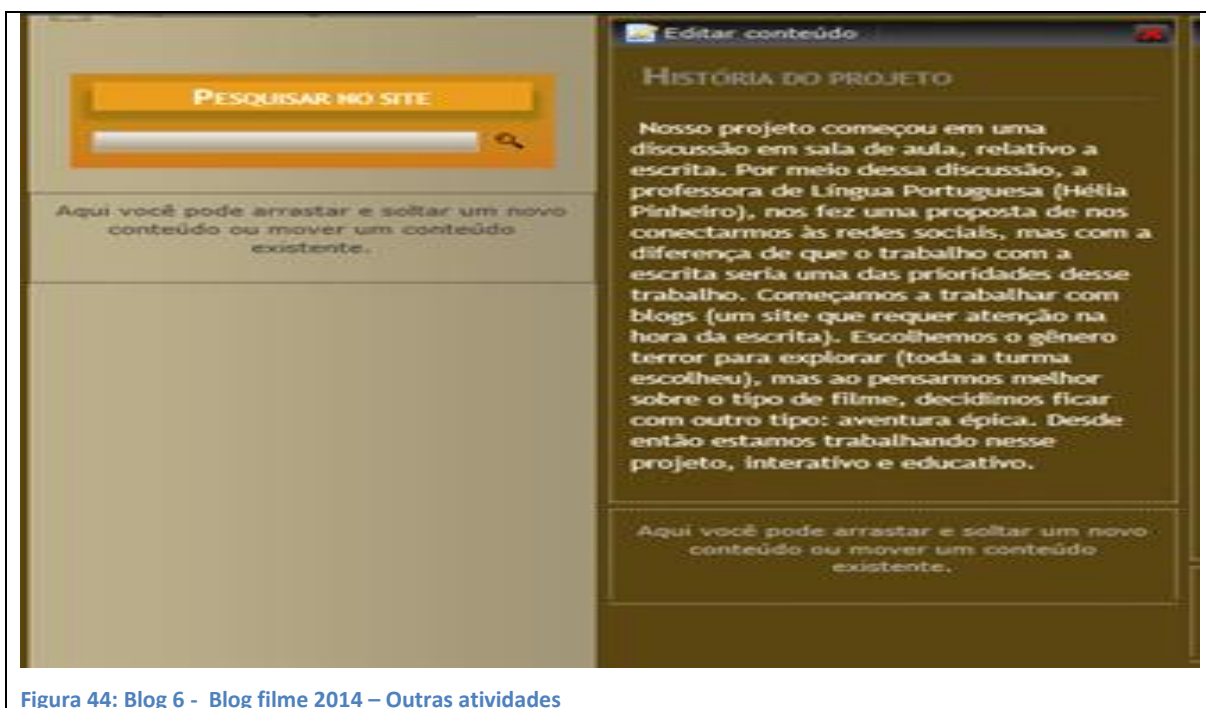 PESQUISAR NO SITE
Aqui você pode arrastar e soltar um novo
conteúdo ou mover um conteúdo
existente.
Editar conteúdo
HISTÓRIA DO PROJETO
Nosso projeto começou em uma
discussão em sala de aula, relativo a
escrita. Por meio dessa discussão, a
professora de Língua Portuguesa (Hélia
Pinheiro), nos fez uma proposta de nos
conectarmos às redes sociais, mas com a
diferença de que o trabalho com a
escrita seria uma das prioridades desse
trabalho. Começamos a trabalhar com
blogs (um site que requer atenção na
hora da escrita). Escolhemos o gênero
terror para explorar (toda a turma
escolheu), mas ao pensarmos melhor
sobre o tipo de filme, decidimos ficar
com outro tipo: aventura épica. Desde
então estamos trabalhando nesse
projeto, interativo e educativo.
Aqui você pode arrastar e soltar um novo
conteúdo ou mover um conteúdo
existente.
Figura 44: Blog 6 - Blog filme 2014 – Outras atividades